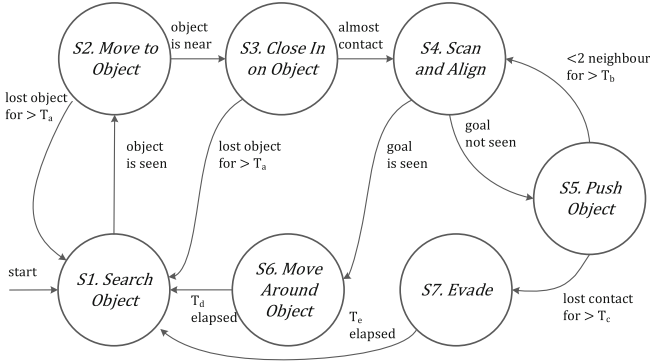 S2. Move to
Object
object
is near
S3. Close In
on Object
almost
contact
S4. Scan
and Align
<2 neighbour
for > Tb
lost object
for > Ta
object
is seen
lost object
for > Ta
goal
is seen
goal
not seen
S5. Push
Object
start
S1. Search
Object
Td
elapsed
S6. Move
Around
Object
Te
elapsed
S7. Evade
lost contact
for > Tc